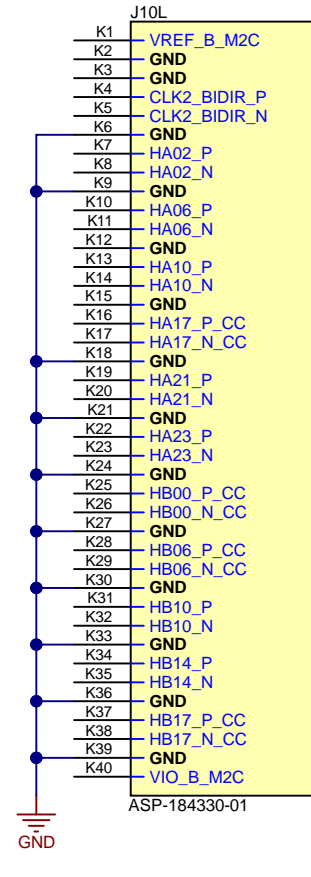 J10L
K1 VREF_B_M2C
K2 GND
K3 GND
K4 CLK2_BIDIR_P
K5 CLK2_BIDIR_N
K6 GND
K7 HA02_P
K8 HA02_N
K9 GND
K10 HA06_P
K11 HA06_N
K12 GND
K13 HA10_P
K14 HA10_N
K15 GND
K16 HA17_P_CC
K17 HA17_N_CC
K18 GND
K19 HA21_P
K20 HA21_N
K21 GND
K22 HA23_P
K23 HA23_N
K24 GND
K25 HB00_P_CC
K26 HB00_N_CC
K27 GND
K28 HB06_P_CC
K29 HB06_N_CC
K30 GND
K31 HB10_P
K32 HB10_N
K33 GND
K34 HB14_P
K35 HB14_N
K36 GND
K37 HB17_P_CC
K38 HB17_N_CC
K39 GND
K40 VIO_B_M2C
ASP-184330-01
GND